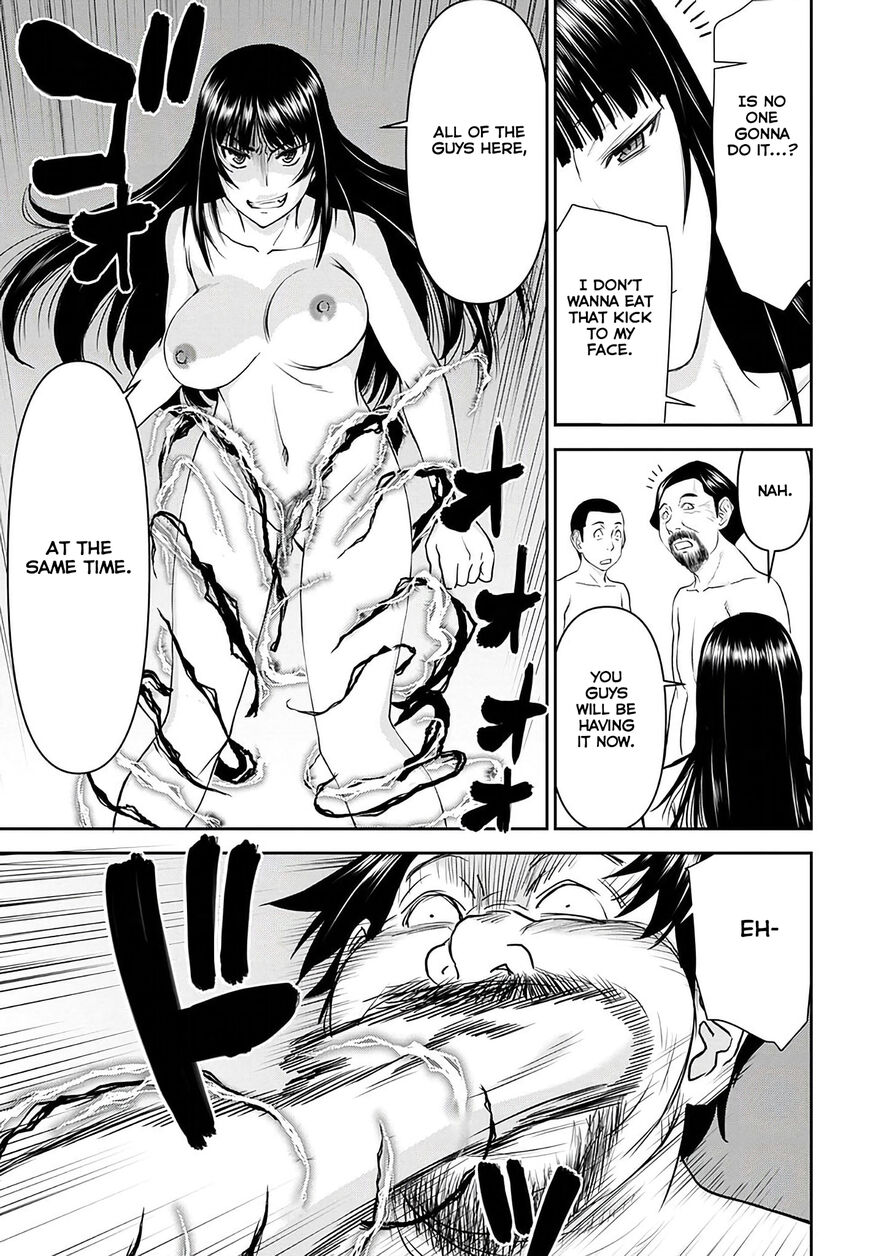 IS NO
ONE
GONNA
DO IT...?
I DON'T
WANNA EAT
THAT KICK
TO MY
FACE.
NAH.
YOU
GUYS
WILL BE
HAVING
IT NOW.
ALL OF THE
GUYS HERE,
AT THE
SAME TIME.
ゴオ
オオオオ
EH-
ド